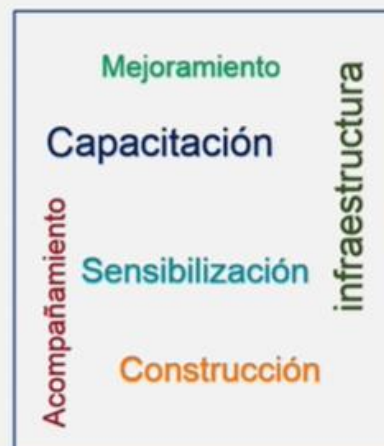 Mejoramiento
Capacitación
infraestructura
Acompañamiento
Sensibilización
Construcción